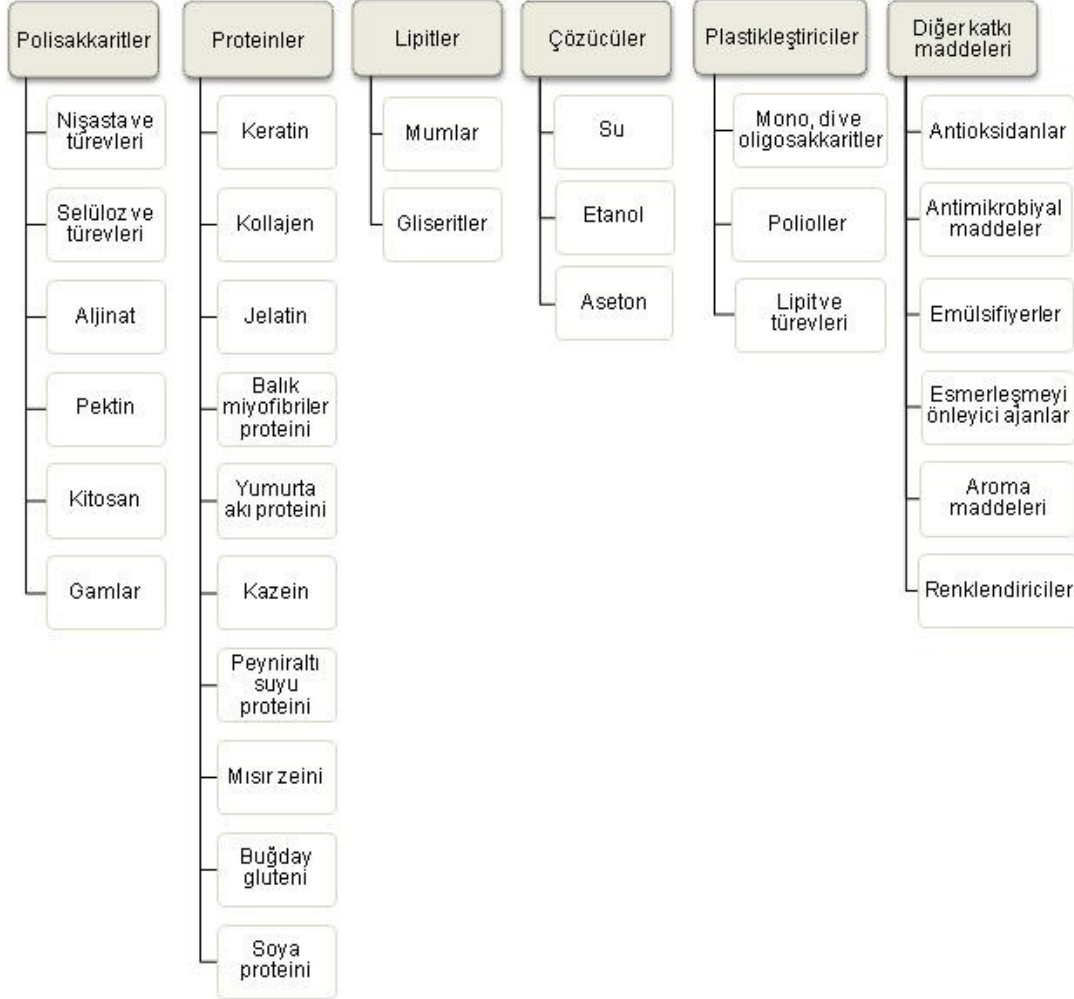 Polisakkaritler
Nişasta ve
türevleri
Selüloz ve
türevleri
Aljinat
Pektin
Kitosan
Gamlar
Proteinler
Keratin
Kollajen
Jelatin
Balık
miyofibriler
proteini
Yumurta
akı proteini
Kazein
Peyniraltı
suyu
proteini
Mısır zeini
Buğday
gluteni
Soya
proteini
Lipitler
Mumlar
Gliseritler
Çözücüler
Su
Etanol
Aseton
Plastikleştiriciler
Mono, di ve
oligosakkaritler
Polioller
Lipit ve
türevleri
Diğer katkı
maddeleri
Antioksidanlar
Antimikrobiyal
maddeler
Emülsifiyerler
Esmerleşmeyi
önleyici ajanlar
Aroma
maddeleri
Renklendiriciler